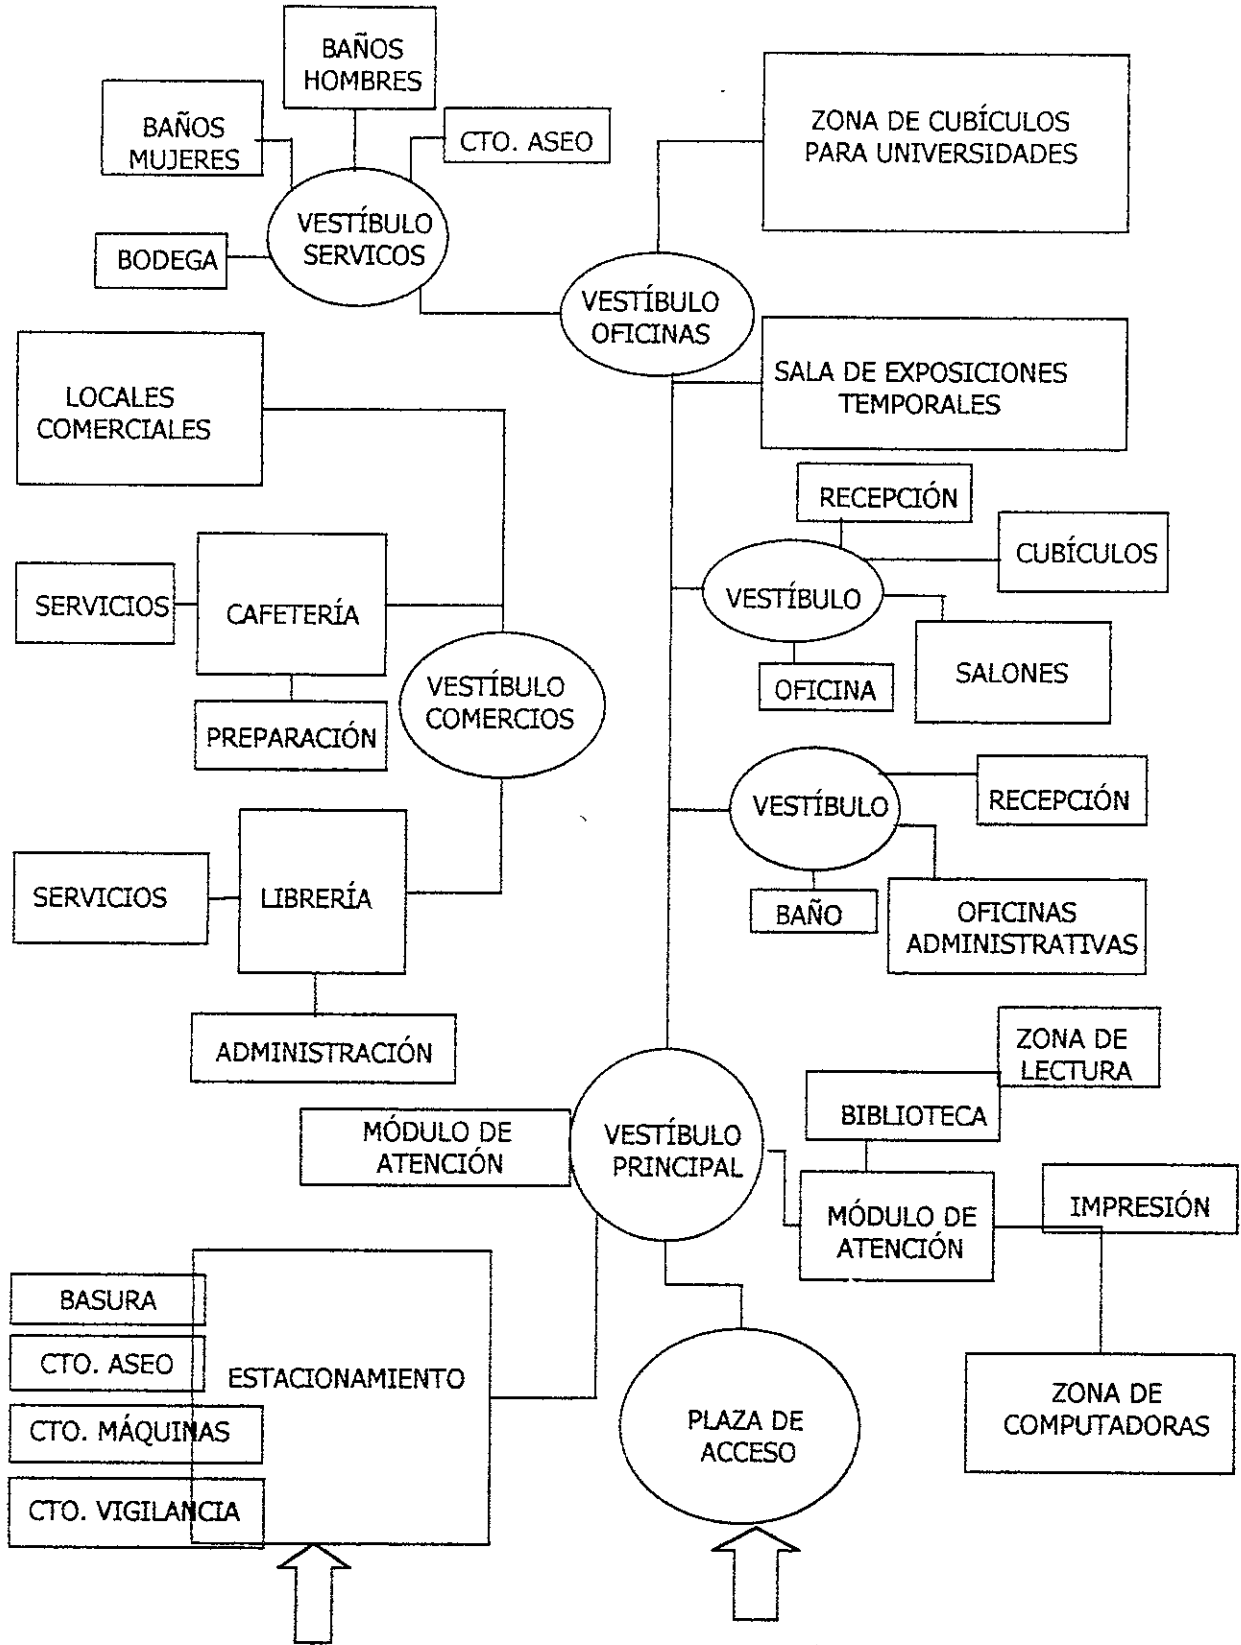 BAÑOS
HOMBRES
BAÑOS
MUJERES
CTO. ASEO
ZONA DE CUBÍCULOS
PARA UNIVERSIDADES
VESTÍBULO
SERVICOS
BODEGA
VESTÍBULO
OFICINAS
LOCALES
COMERCIALES
SALA DE EXPOSICIONES
TEMPORALES
RECEPCIÓN
CUBÍCULOS
SERVICIOS
CAFETERÍA
VESTÍBULO
SALONES
OFICINA
VESTÍBULO
COMERCIOS
PREPARACIÓN
VESTÍBULO
RECEPCIÓN
SERVICIOS
LIBRERÍA
BAÑO
OFICINAS
ADMINISTRATIVAS
ADMINISTRACIÓN
ZONA DE
LECTURA
BIBLIOTECA
MÓDULO DE
ATENCIÓN
VESTÍBULO
PRINCIPAL
MÓDULO DE
ATENCIÓN
IMPRESIÓN
BASURA
CTO. ASEO
ESTACIONAMIENTO
CTO. MÁQUINAS
CTO. VIGILANCIA
PLAZA DE
ACCESO
ZONA DE
COMPUTADORAS